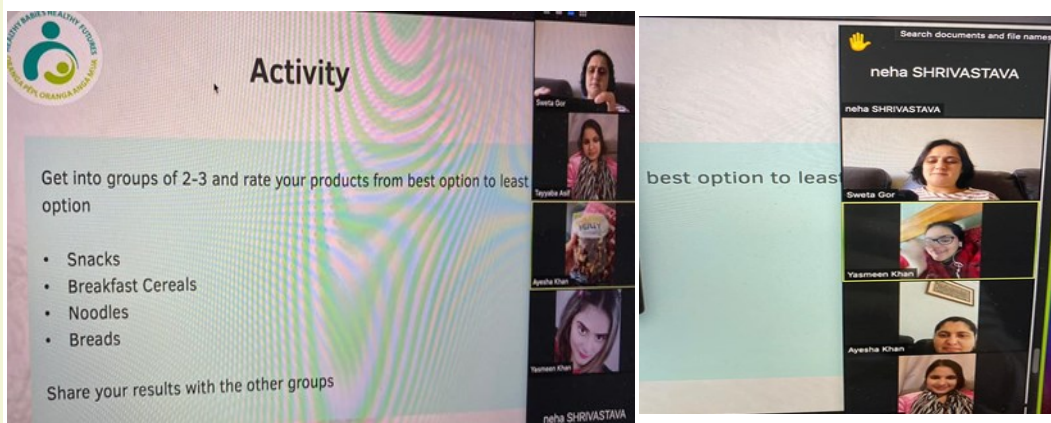 HEALTHY BABIES HEALTHY FUTURES
Activity
Get into groups of 2-3 and rate your products from best option to least
option
• Snacks
• Breakfast Cereals
• Noodles
• Breads
Share your results with the other groups
Sweta Gor
Tayyaba Asif
Ayesha Khan
Yasmeen Khan
neha SHRIVASTAVA
best option to least
Search documents and file names
neha SHRIVASTAVA
neha SHRIVASTAVA
Sweta Gor
Yasmeen Khan
Ayesha Khan